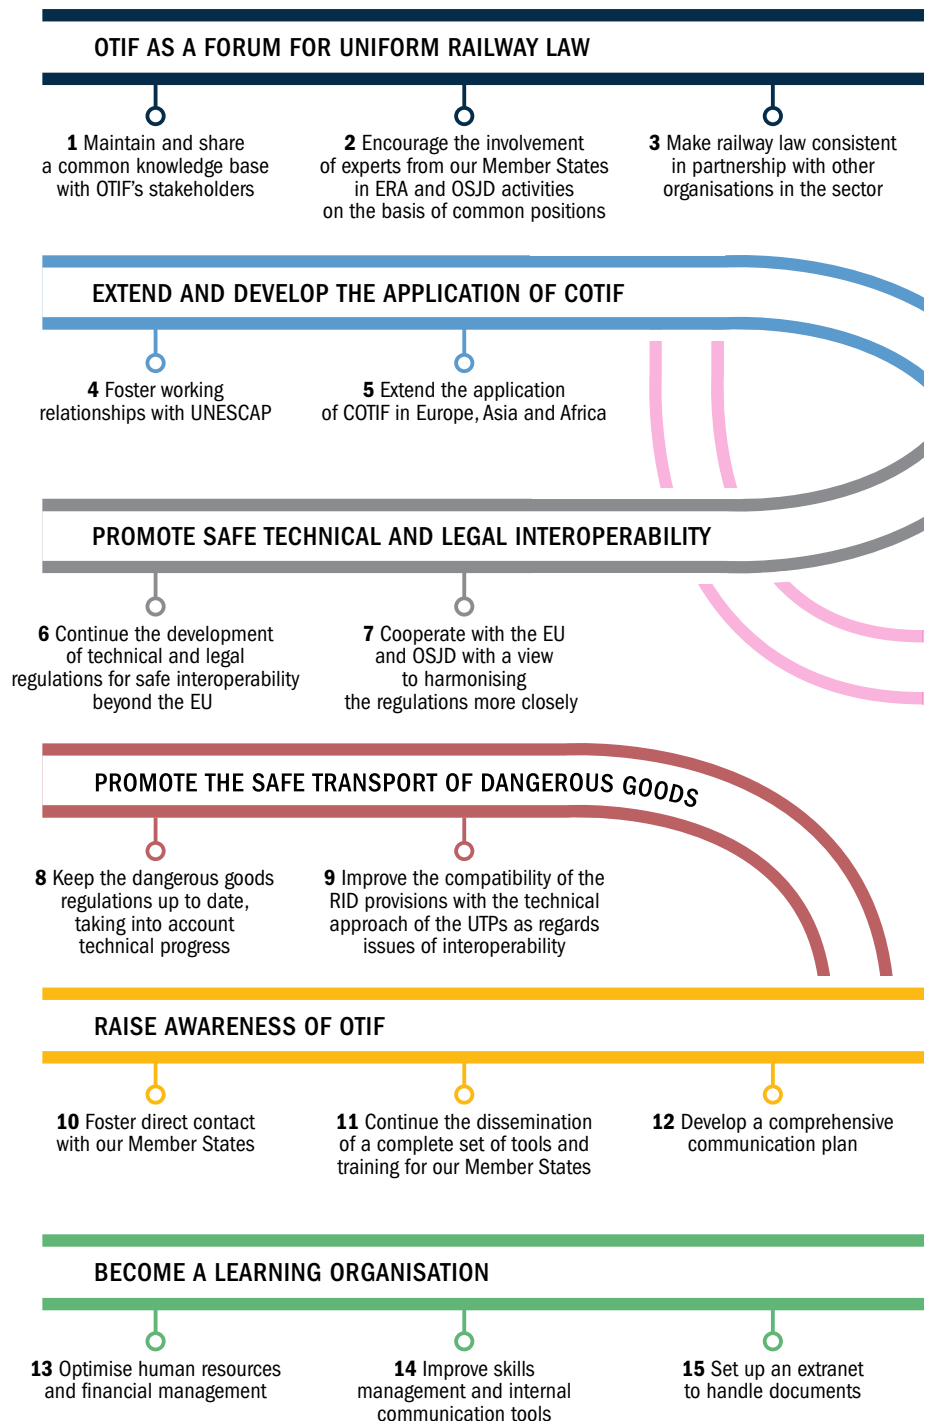 OTIF AS A FORUM FOR UNIFORM RAILWAY LAW
1 Maintain and share
a common knowledge base
with OTIF's stakeholders
2 Encourage the involvement
of experts from our Member States
in ERA and OSJD activities
on the basis of common positions
3 Make railway law consistent
in partnership with other
organisations in the sector
EXTEND AND DEVELOP THE APPLICATION OF COTIF
4 Foster working
relationships with UNESCAP
5 Extend the application
of COTIF in Europe, Asia and Africa
PROMOTE SAFE TECHNICAL AND LEGAL INTEROPERABILITY
6 Continue the development
of technical and legal
regulations for safe interoperability
beyond the EU
7 Cooperate with the EU
and OSJD with a view
to harmonising
the regulations more closely
PROMOTE THE SAFE TRANSPORT OF DANGEROUS GOODS
8 Keep the dangerous goods
regulations up to date,
taking into account
technical progress
9 Improve the compatibility of the
RID provisions with the technical
approach of the UTPs as regards
issues of interoperability
RAISE AWARENESS OF OTIF
10 Foster direct contact
with our Member States
11 Continue the dissemination
of a complete set of tools and
training for our Member States
12 Develop a comprehensive
communication plan
BECOME A LEARNING ORGANISATION
13 Optimise human resources
and financial management
14 Improve skills
management and internal
communication tools
15 Set up an extranet
to handle documents